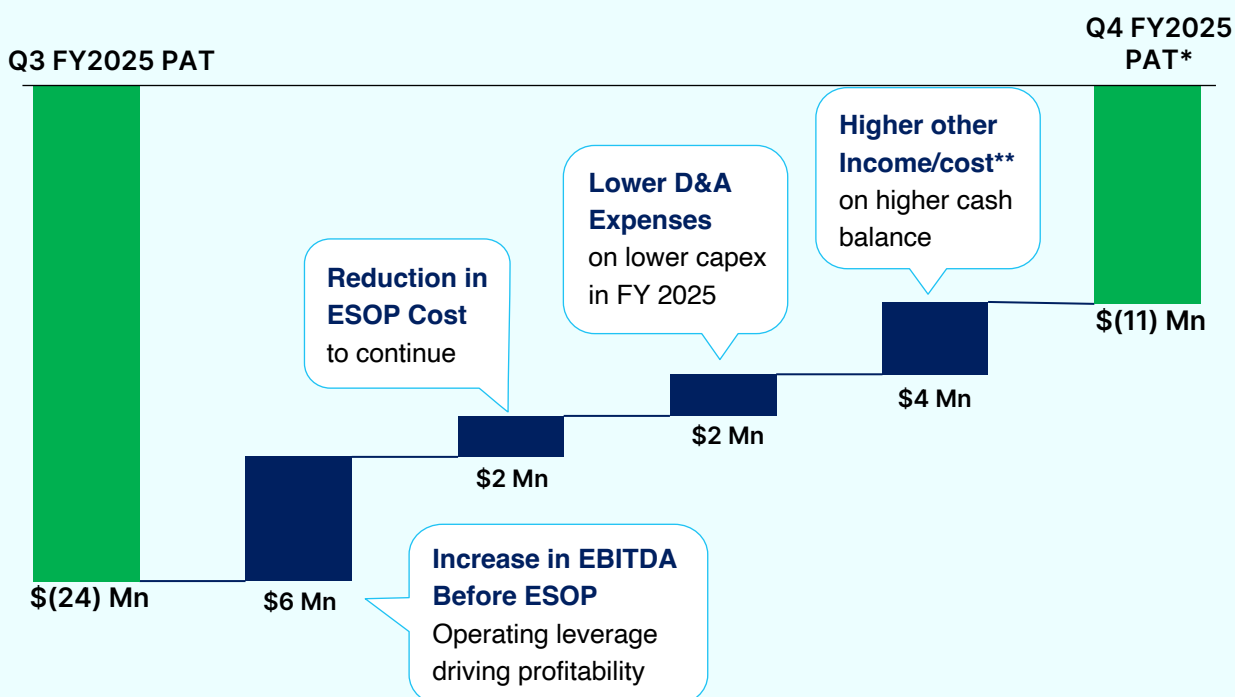 Q3 FY2025 PAT
Q4 FY2025
PAT*
Higher other
Income/cost**
on higher cash
balance
Lower D&A
Expenses
on lower capex
in FY 2025
Reduction in
ESOP Cost
to continue
$(11) Mn
$4 Mn
$2 Mn
$2 Mn
$(24) Mn
$6 Mn
Increase in EBITDA
Before ESOP
Operating leverage
driving profitability